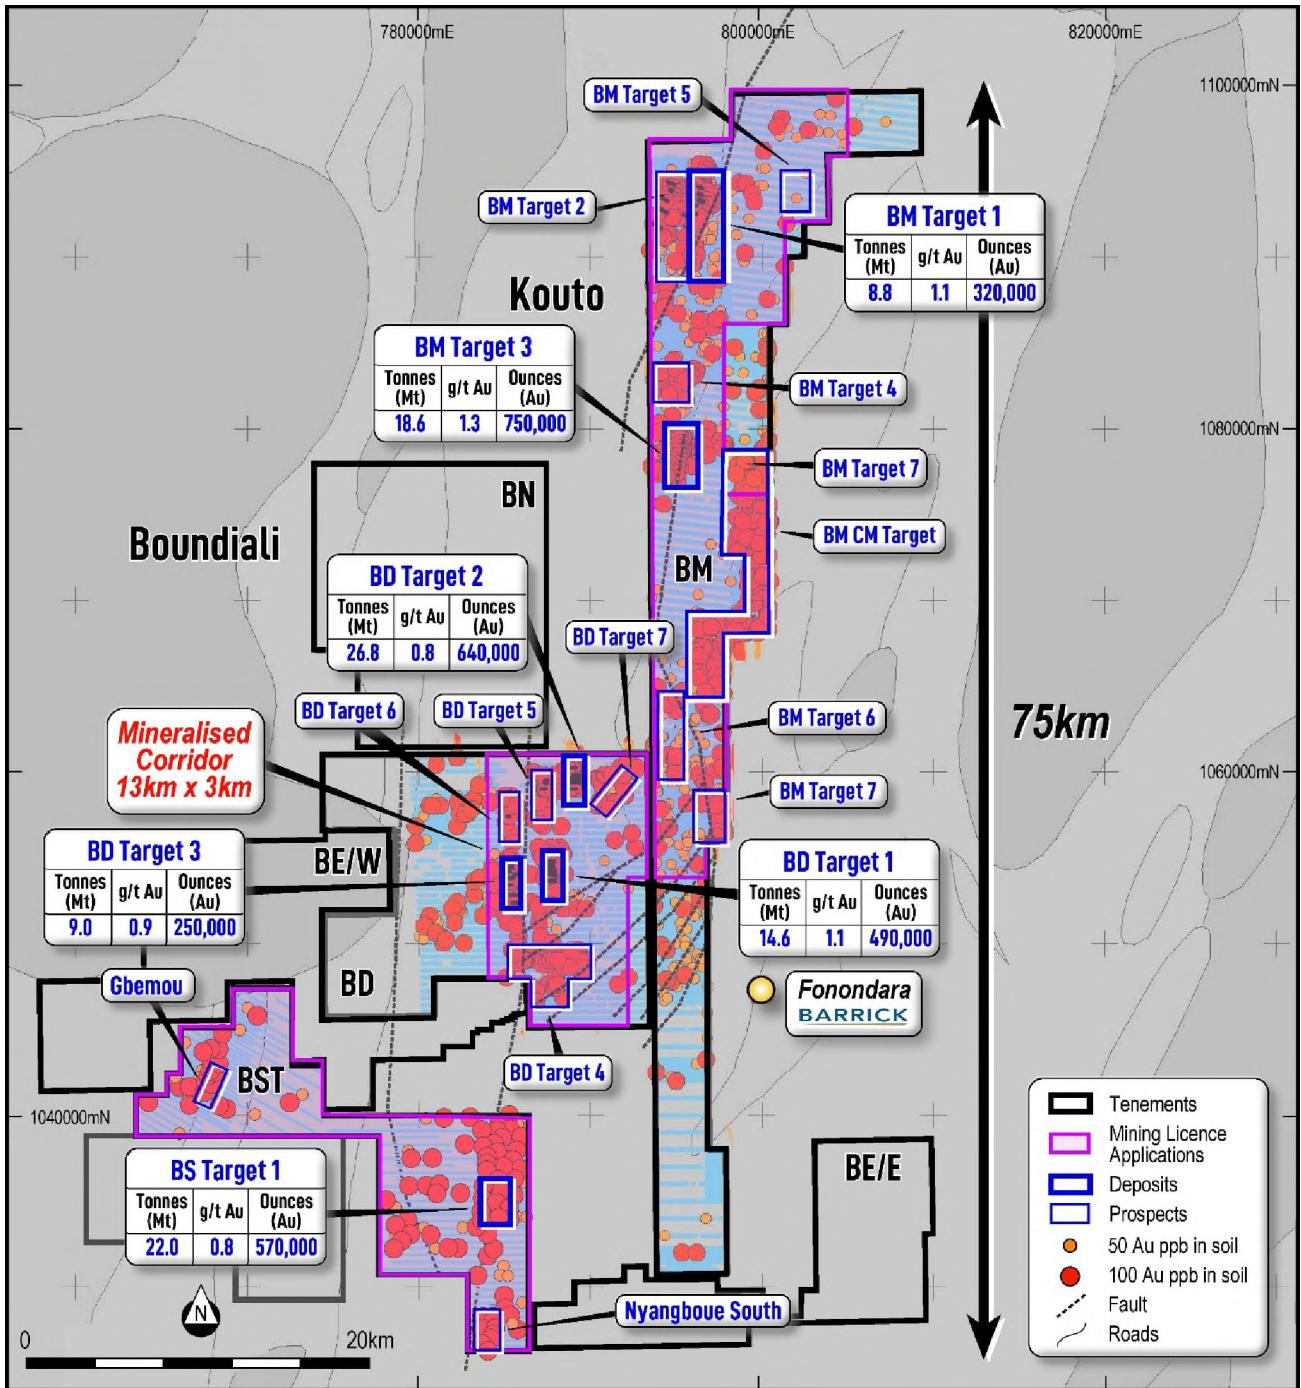 780000mE
800000mE
820000mE
1100000mN
BM Target 5
BM Target 2
BM Target 1
Tonnes (Mt) g/t Au Ounces (Au)
8.8 1.1 320,000
Kouto
BM Target 3
Tonnes (Mt) g/t Au Ounces (Au)
18.6 1.3 750,000
BM Target 4
1080000mN
BM Target 7
BN
BM CM Target
Boundiali
BM
BD Target 2
Tonnes (Mt) g/t Au Ounces (Au)
26.8 0.8 640,000
BD Target 7
BD Target 6
BD Target 5
BM Target 6
75km
Mineralised
Corridor
13km x 3km
1060000mN
BM Target 7
BD Target 3
Tonnes (Mt) g/t Au Ounces (Au)
9.0 0.9 250,000
BE/W
BD Target 1
Tonnes (Mt) g/t Au Ounces (Au)
14.6 1.1 490,000
Gbemou
BD
Fonondara
BARRICK
BST
BD Target 4
1040000mN
BS Target 1
Tonnes (Mt) g/t Au Ounces (Au)
22.0 0.8 570,000
BE/E
Nyangboue South
N
0 20km
Tenements
Mining Licence
Applications
Deposits
Prospects
50 Au ppb in soil
100 Au ppb in soil
Fault
Roads